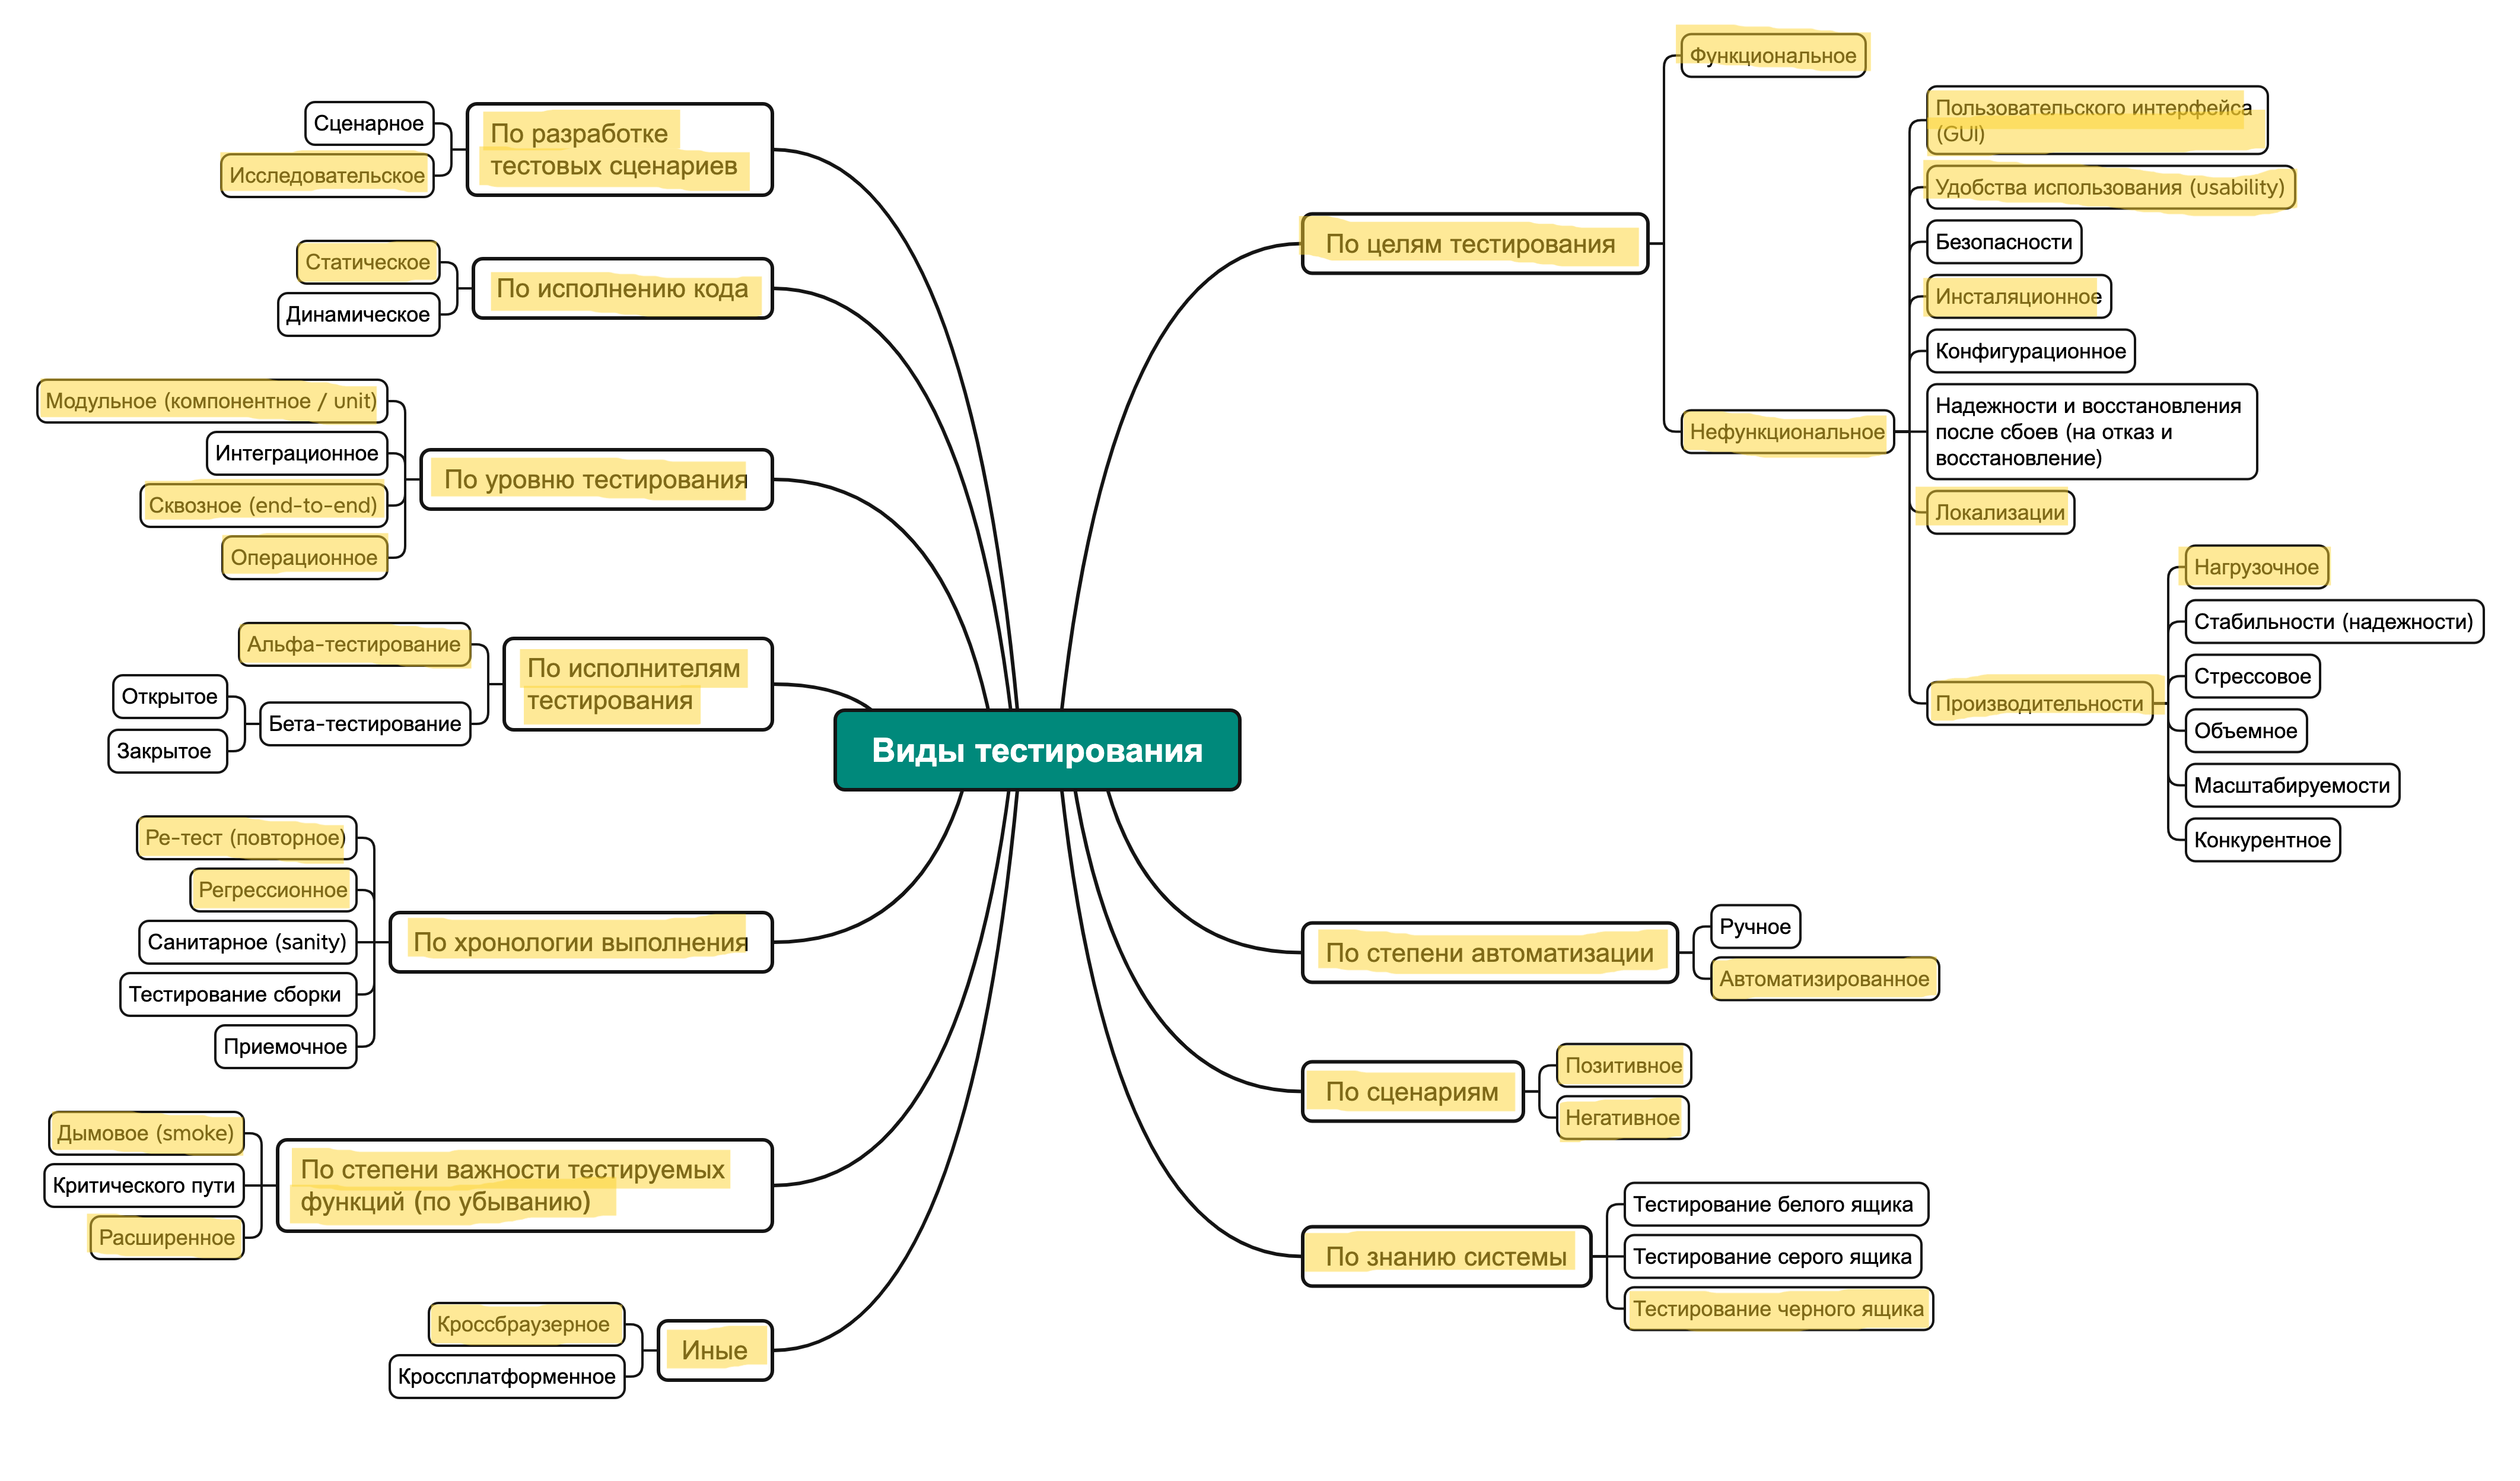 Виды тестирования
По разработке
тестовых сценариев
Сценарное
Исследовательское
По исполнению кода
Статическое
Динамическое
По уровню тестирования
Модульное (компонентное / unit)
Интеграционное
Сквозное (end-to-end)
Операционное
По исполнителям
тестирования
Альфа-тестирование
Бета-тестирование
Открытое
Закрытое
По хронологии выполнения
Ре-тест (повторное)
Регрессионное
Санитарное (sanity)
Тестирование сборки
Приемочное
По степени важности тестируемых
функций (по убыванию)
Дымовое (smoke)
Критического пути
Расширенное
Иные
Кроссбраузерное
Кроссплатформенное
По целям тестирования
Функциональное
Нефункциональное
Пользовательского интерфейса
(GUI)
Удобства использования (usability)
Безопасности
Инсталяционное
Конфигурационное
Надежности и восстановления
после сбоев (на отказ и
восстановление)
Локализации
Производительности
Нагрузочное
Стабильности (надежности)
Стрессовое
Объемное
Масштабируемости
Конкурентное
По степени автоматизации
Ручное
Автоматизированное
По сценариям
Позитивное
Негативное
По знанию системы
Тестирование белого ящика
Тестирование серого ящика
Тестирование черного ящика